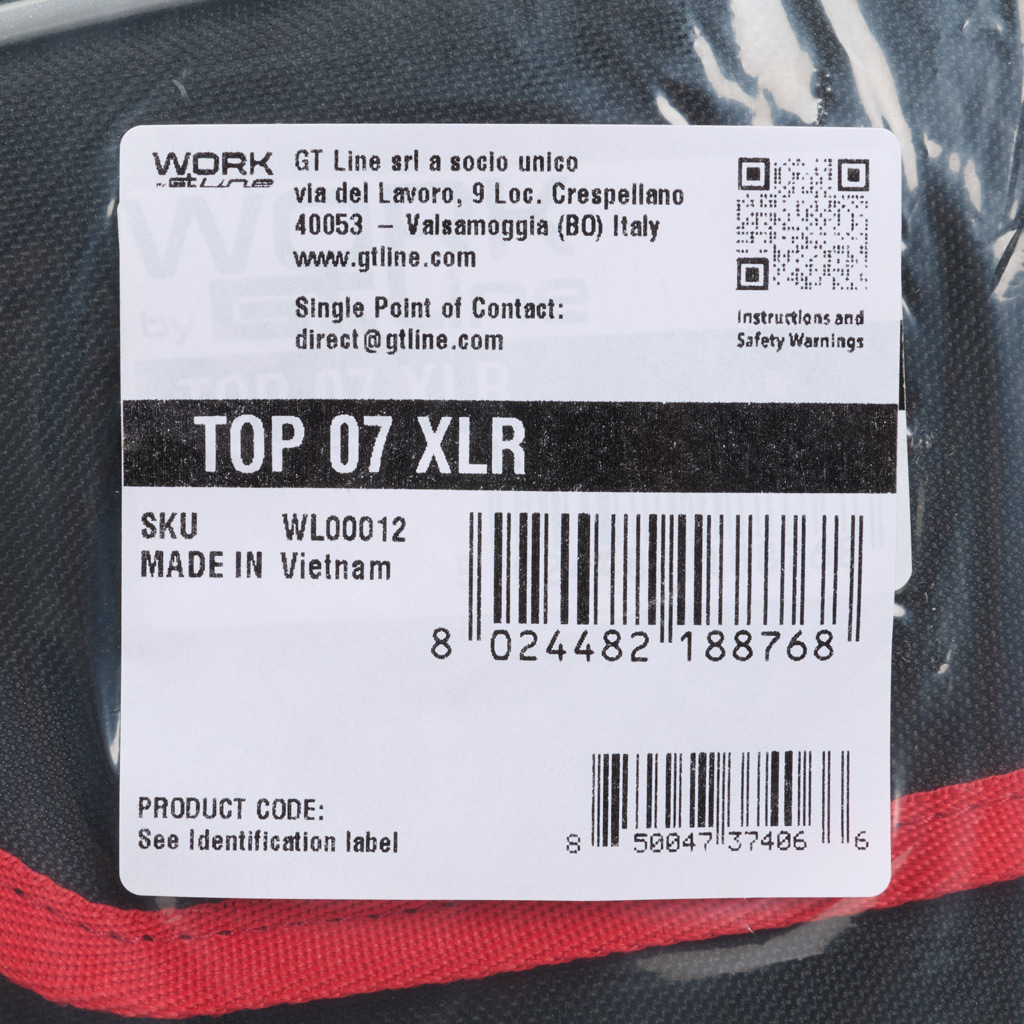 WORK
by GT Line
GT Line srl a socio unico
via del Lavoro, 9 Loc. Crespellano
40053 – Valsamoggia (BO) Italy
www.gtline.com
Single Point of Contact:
direct@gtline.com
Instructions and
Safety Warnings
TOP 07 XLR
SKU WL00012
MADE IN Vietnam
8 024482 188768
PRODUCT CODE:
See Identification label
8 50047 37406 6